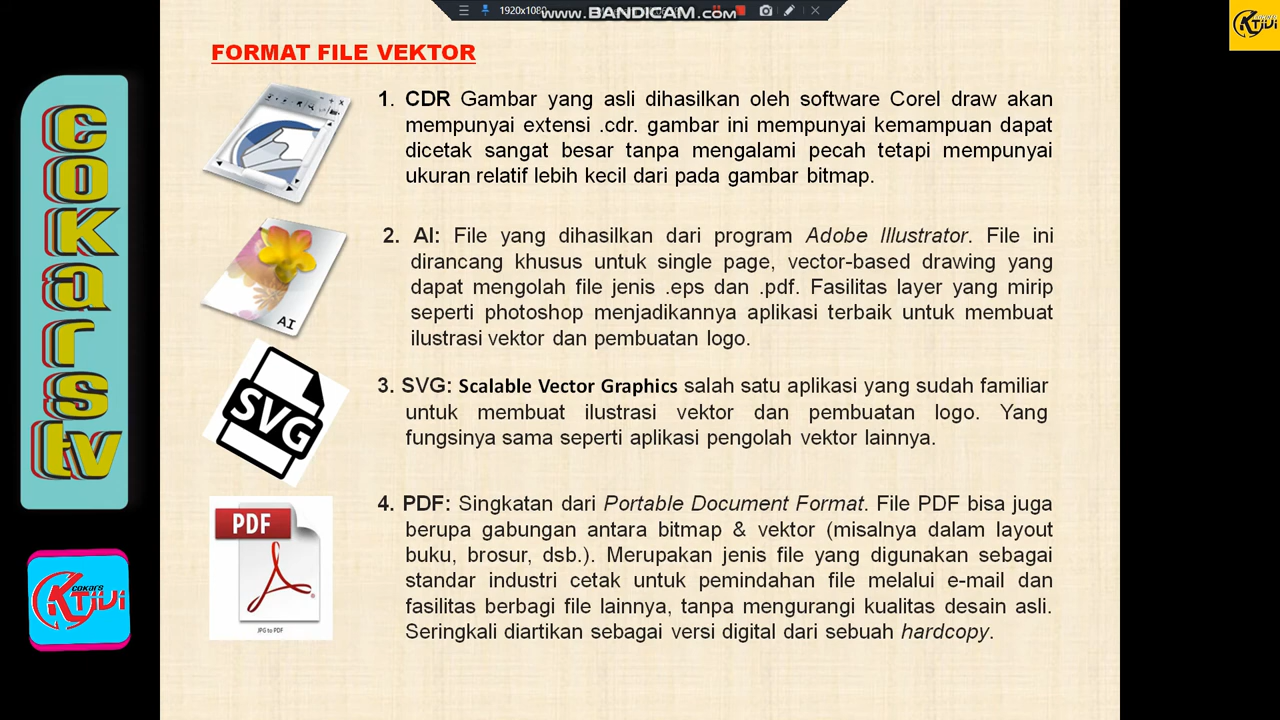 1920x1080
www.BANDICAM.com
COKARS
KTIVI
FORMAT FILE VEKTOR
1. CDR Gambar yang asli dihasilkan oleh software Corel draw akan
mempunyai extensi .cdr. gambar ini mempunyai kemampuan dapat
dicetak sangat besar tanpa mengalami pecah tetapi mempunyai
ukuran relatif lebih kecil dari pada gambar bitmap.
2. AI: File yang dihasilkan dari program Adobe Illustrator. File ini
dirancang khusus untuk single page, vector-based drawing yang
dapat mengolah file jenis .eps dan .pdf. Fasilitas layer yang mirip
seperti photoshop menjadikannya aplikasi terbaik untuk membuat
ilustrasi vektor dan pembuatan logo.
AI
3. SVG: Scalable Vector Graphics salah satu aplikasi yang sudah familiar
untuk membuat ilustrasi vektor dan pembuatan logo. Yang
fungsinya sama seperti aplikasi pengolah vektor lainnya.
SVG
4. PDF: Singkatan dari Portable Document Format. File PDF bisa juga
berupa gabungan antara bitmap & vektor (misalnya dalam layout
buku, brosur, dsb.). Merupakan jenis file yang digunakan sebagai
standar industri cetak untuk pemindahan file melalui e-mail dan
fasilitas berbagi file lainnya, tanpa mengurangi kualitas desain asli.
Seringkali diartikan sebagai versi digital dari sebuah hardcopy.
PDF
JPG to PDF
cokars tv
COKARS
KTIVI